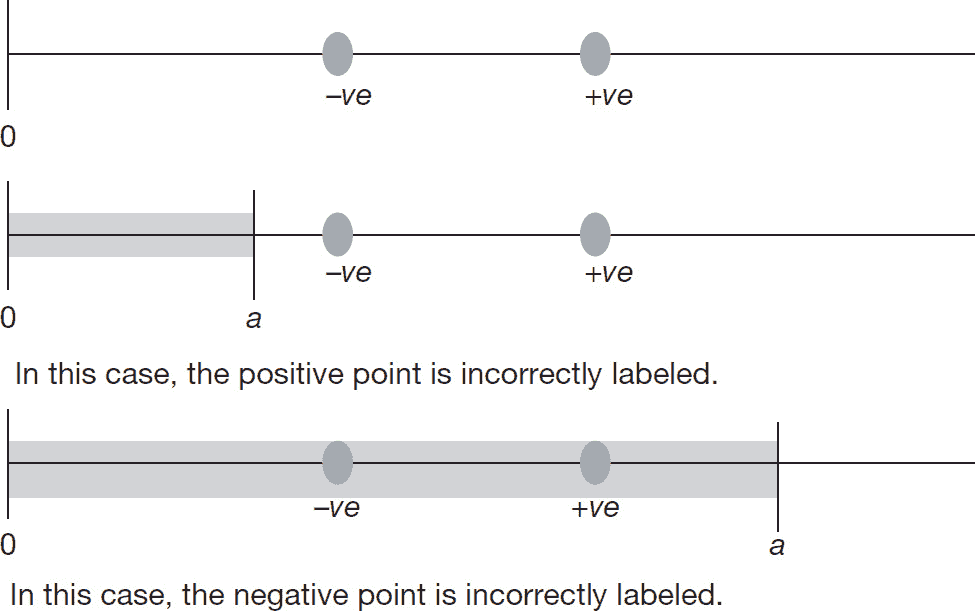 –ve +ve
0
–ve +ve
0 a
In this case, the positive point is incorrectly labeled.
–ve +ve
0 a
In this case, the negative point is incorrectly labeled.